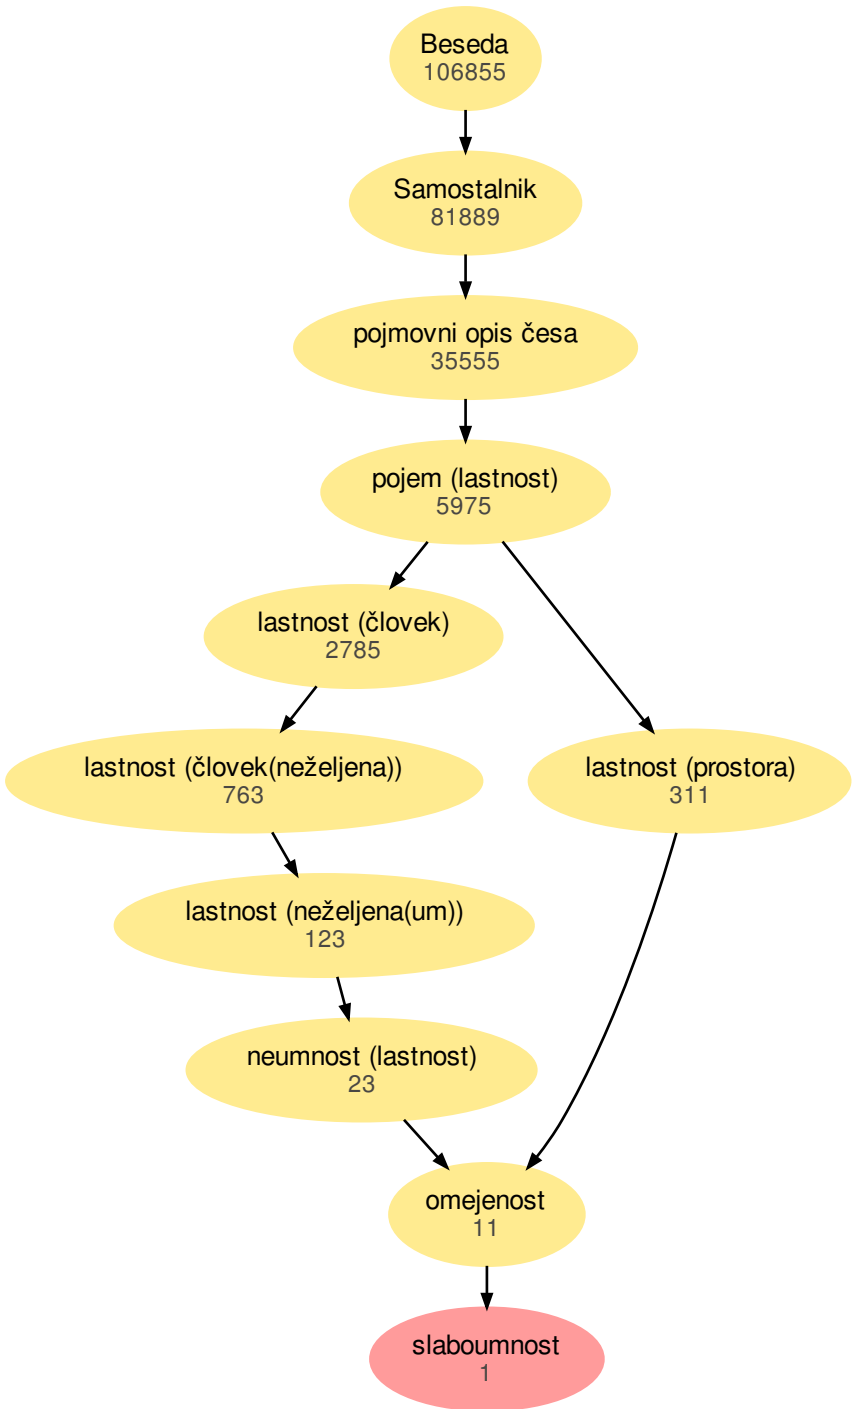 Beseda
106855
Samostalnik
81889
pojmovni opis česa
35555
pojem (lastnost)
5975
lastnost (človek)
2785
lastnost (človek(neželjena))
763
lastnost (prostora)
311
lastnost (neželjena(um))
123
neumnost (lastnost)
23
omejenost
11
slaboumnost
1